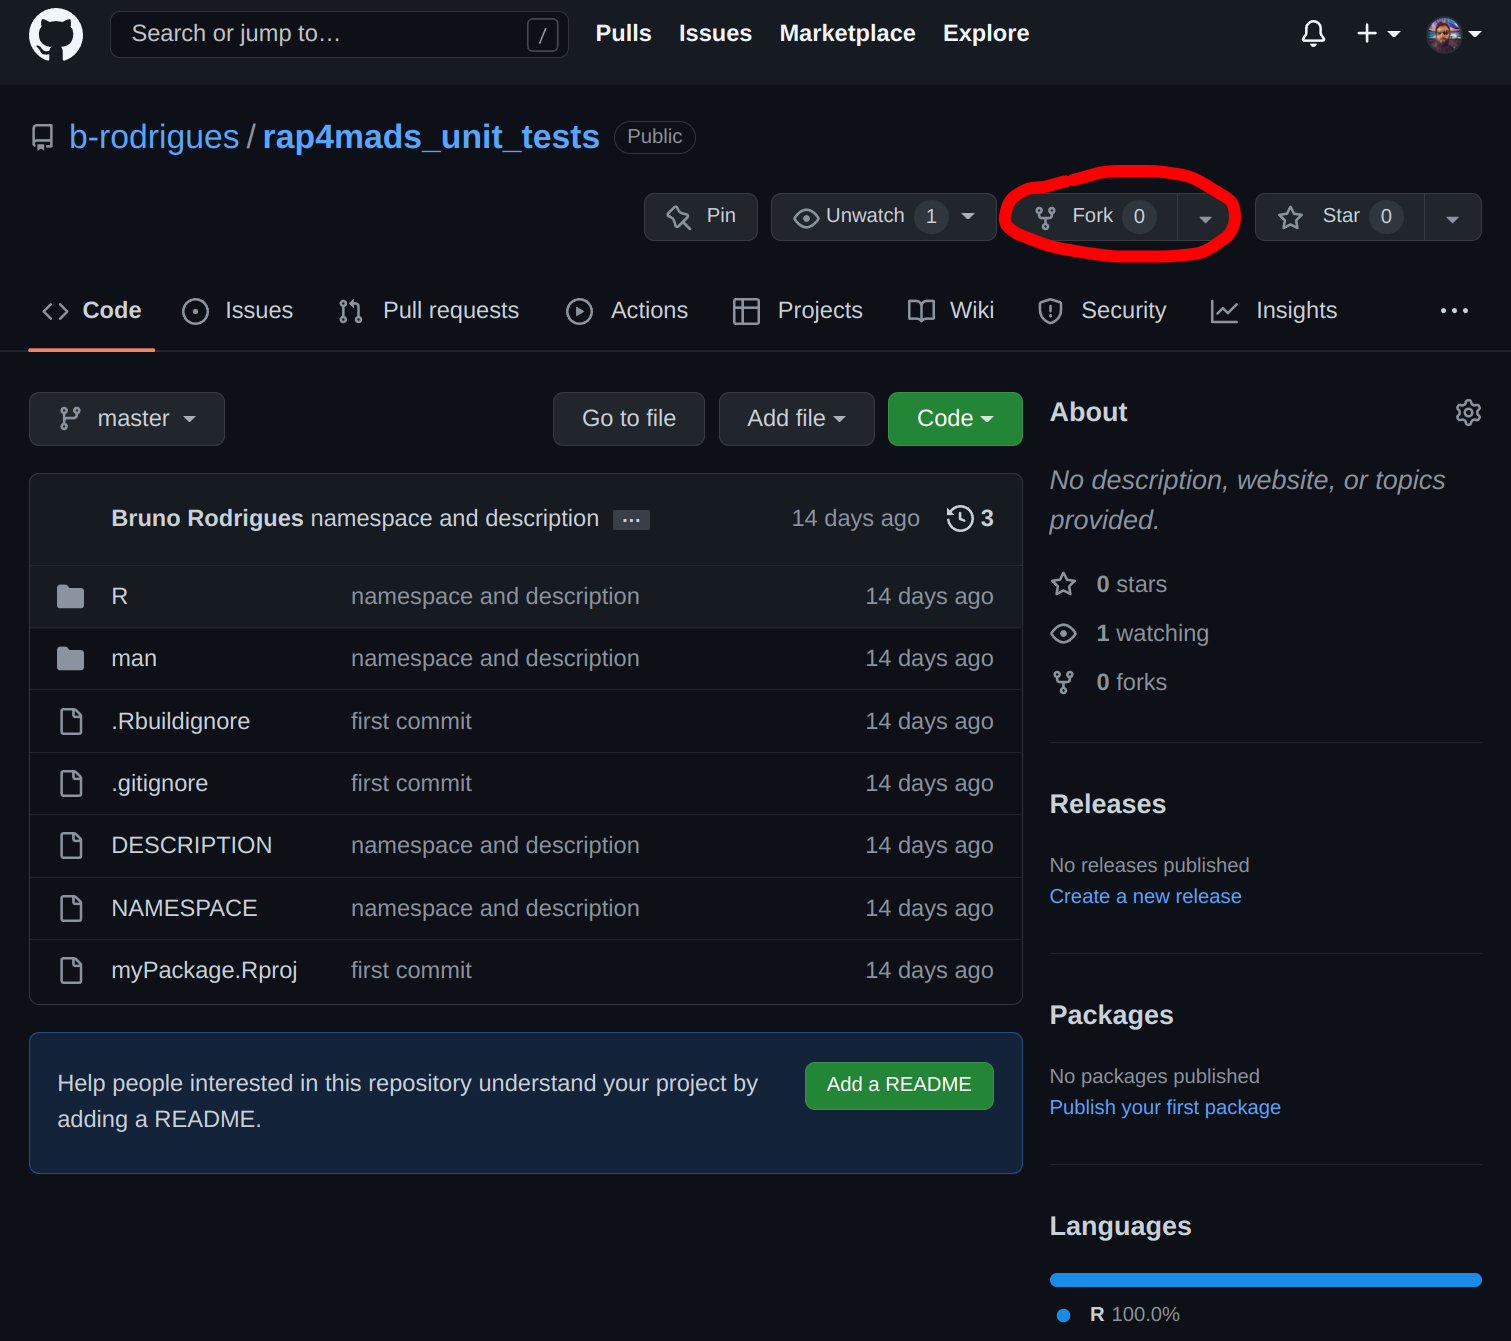 Search or jump to… /
Pulls Issues Marketplace Explore
b-rodrigues / rap4mads_unit_tests Public
Pin Unwatch 1 Fork 0 Star 0
Code Issues Pull requests Actions Projects Wiki Security Insights ...
master Go to file Add file Code
Bruno Rodrigues namespace and description ... 14 days ago 3
R namespace and description 14 days ago
man namespace and description 14 days ago
.Rbuildignore first commit 14 days ago
.gitignore first commit 14 days ago
DESCRIPTION namespace and description 14 days ago
NAMESPACE namespace and description 14 days ago
myPackage.Rproj first commit 14 days ago
Help people interested in this repository understand your project by
adding a README.
Add a README
About
No description, website, or topics
provided.
0 stars
1 watching
0 forks
Releases
No releases published
Create a new release
Packages
No packages published
Publish your first package
Languages
R 100.0%